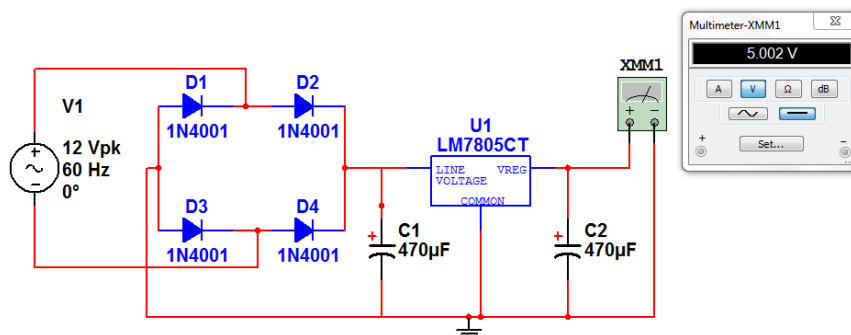 Multimeter-XMM1
5.002 V
A V Ω dB
+ Set... -
XMM1
+ -
V1
12 Vpk
60 Hz
0°
+
-
D1
1N4001
D2
1N4001
D3
1N4001
D4
1N4001
U1
LM7805CT
LINE VREG
VOLTAGE
COMMON
+
C1
470µF
+
C2
470µF